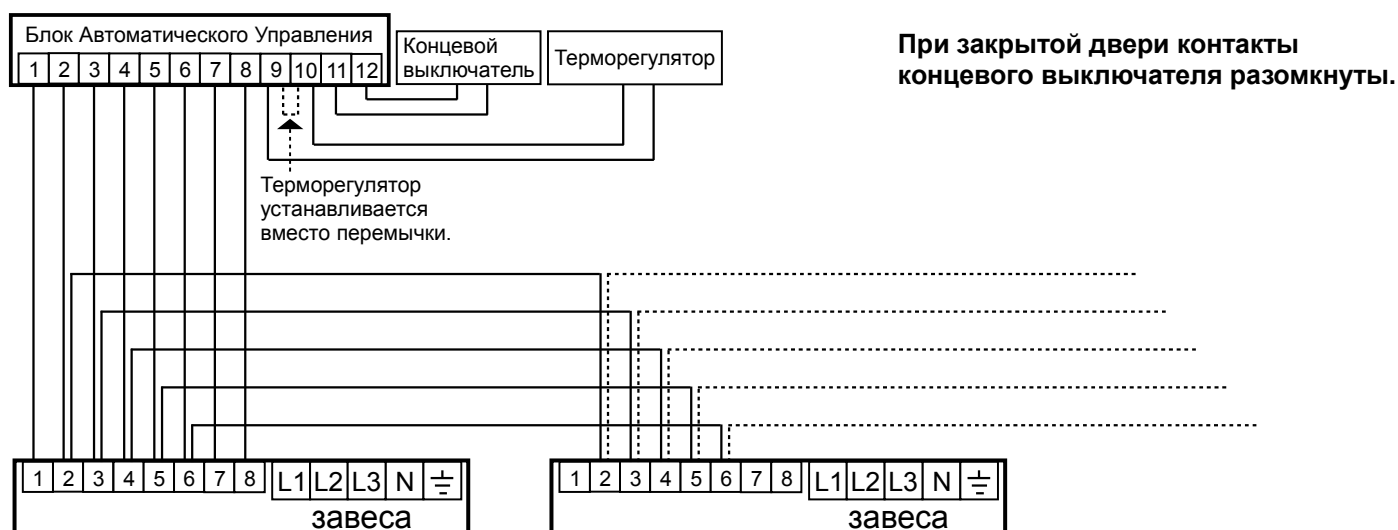 Блок Автоматического Управления
1 2 3 4 5 6 7 8 9 10 11 12
Концевой
выключатель
Терморегулятор
При закрытой двери контакты
концевого выключателя разомкнуты.
Терморегулятор
устанавливается
вместо перемычки.
1 2 3 4 5 6 7 8 L1 L2 L3 N
завеса
1 2 3 4 5 6 7 8 L1 L2 L3 N
завеса